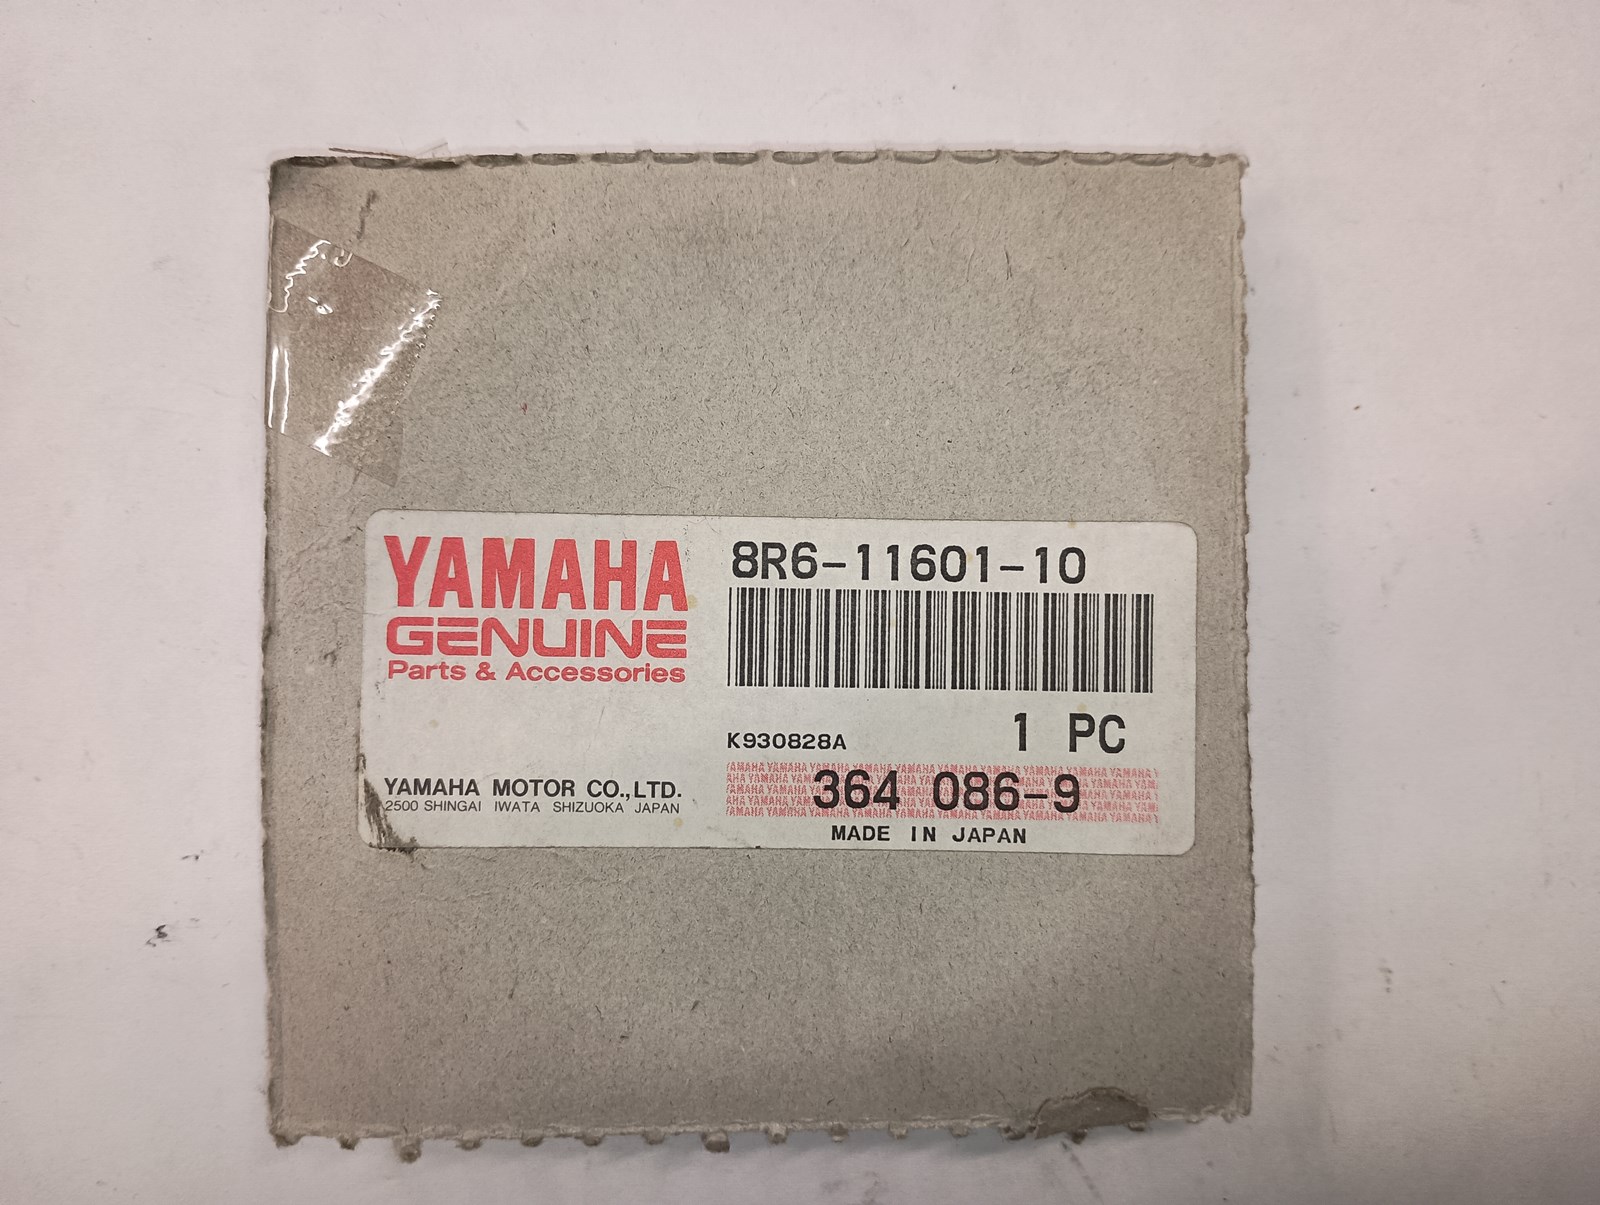 YAMAHA
GENUINE
Parts & Accessories
YAMAHA MOTOR CO.,LTD.
2500 SHINGAI IWATA SHIZUOKA JAPAN
8R6-11601-10
K930828A
1 PC
364 086-9
MADE IN JAPAN